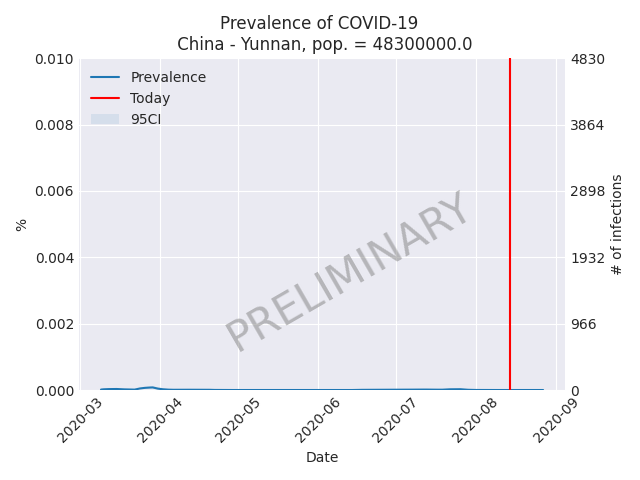 Prevalence of COVID-19
China - Yunnan, pop. = 48300000.0
Prevalence
Today
95CI
0.010
0.008
0.006
0.004
0.002
0.000
%
4830
3864
2898
1932
966
0
# of infections
PRELIMINARY
2020-03
2020-04
2020-05
2020-06
2020-07
2020-08
2020-09
Date